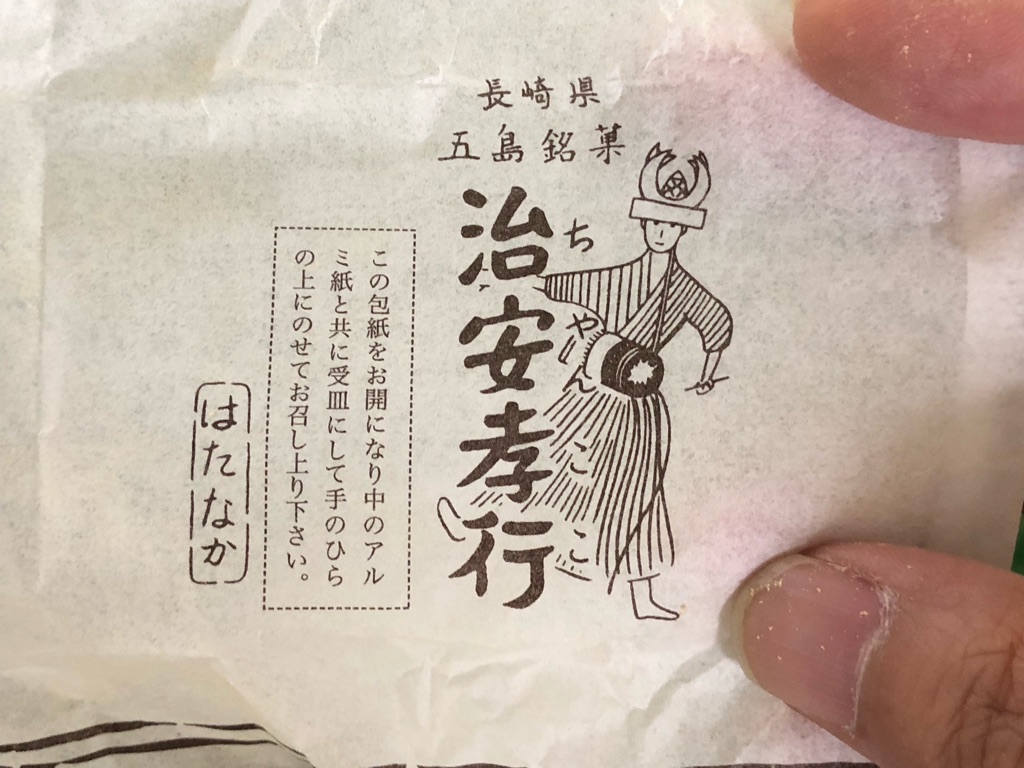 長崎県
五島銘菓
治安孝行
ちやーんここ
この包紙をお開になり中のアル
ミ紙と共に受皿にして手のひら
の上にのせてお召し上り下さい。
はたなか